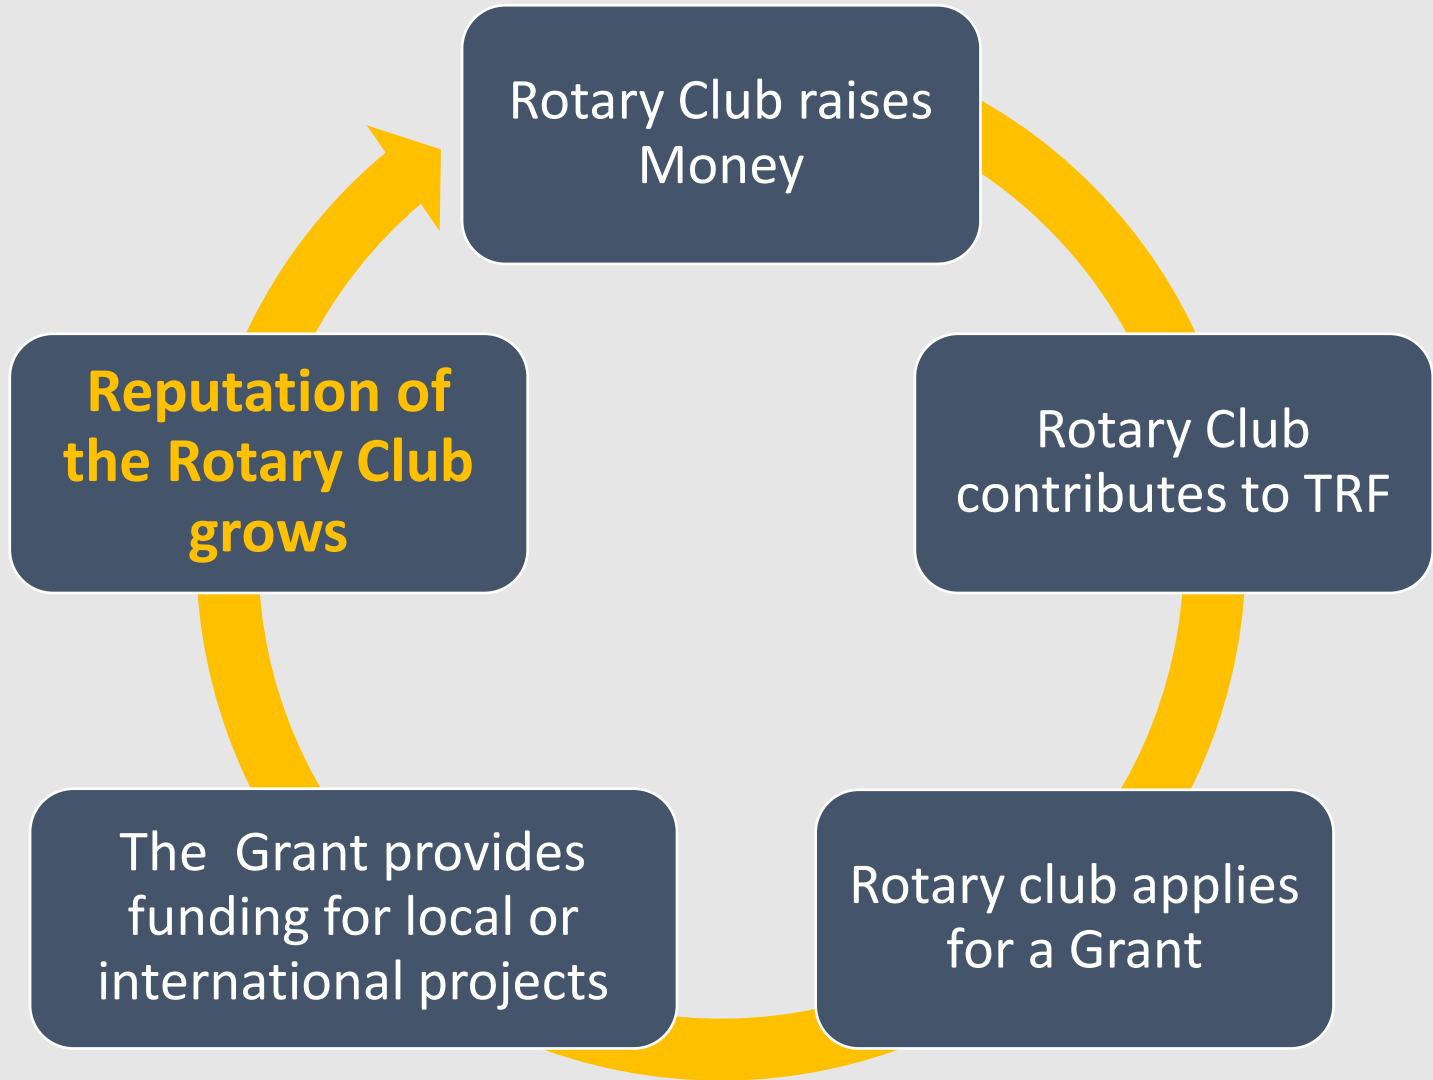 Rotary Club raises
Money
Rotary Club
contributes to TRF
Rotary club applies
for a Grant
The  Grant provides
funding for local or
international projects
Reputation of
the Rotary Club
grows